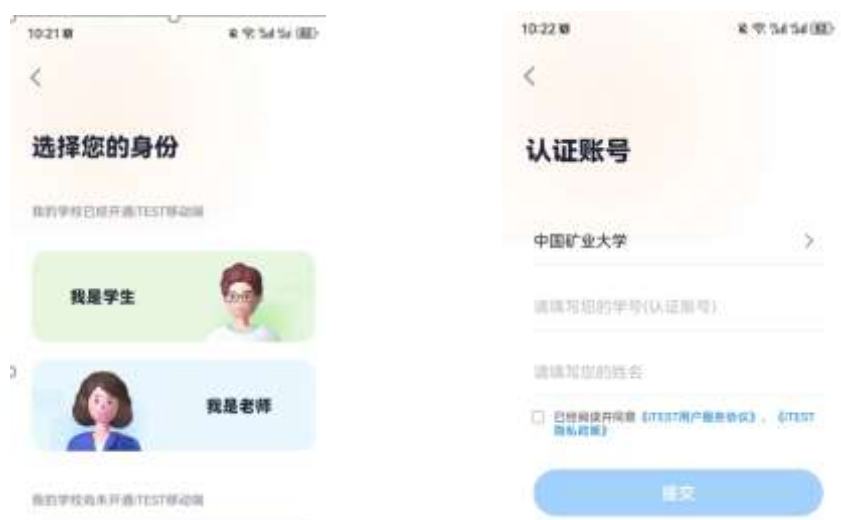 10:21
选择您的身份
我的学校已经开通iTEST移动端
我是学生
我是老师
我的学校尚未开通iTEST移动端
10:22
认证账号
中国矿业大学
请填写您的学号(认证账号)
请填写您的姓名
已经阅读并同意《iTEST用户服务协议》、《iTEST
隐私政策》
提交